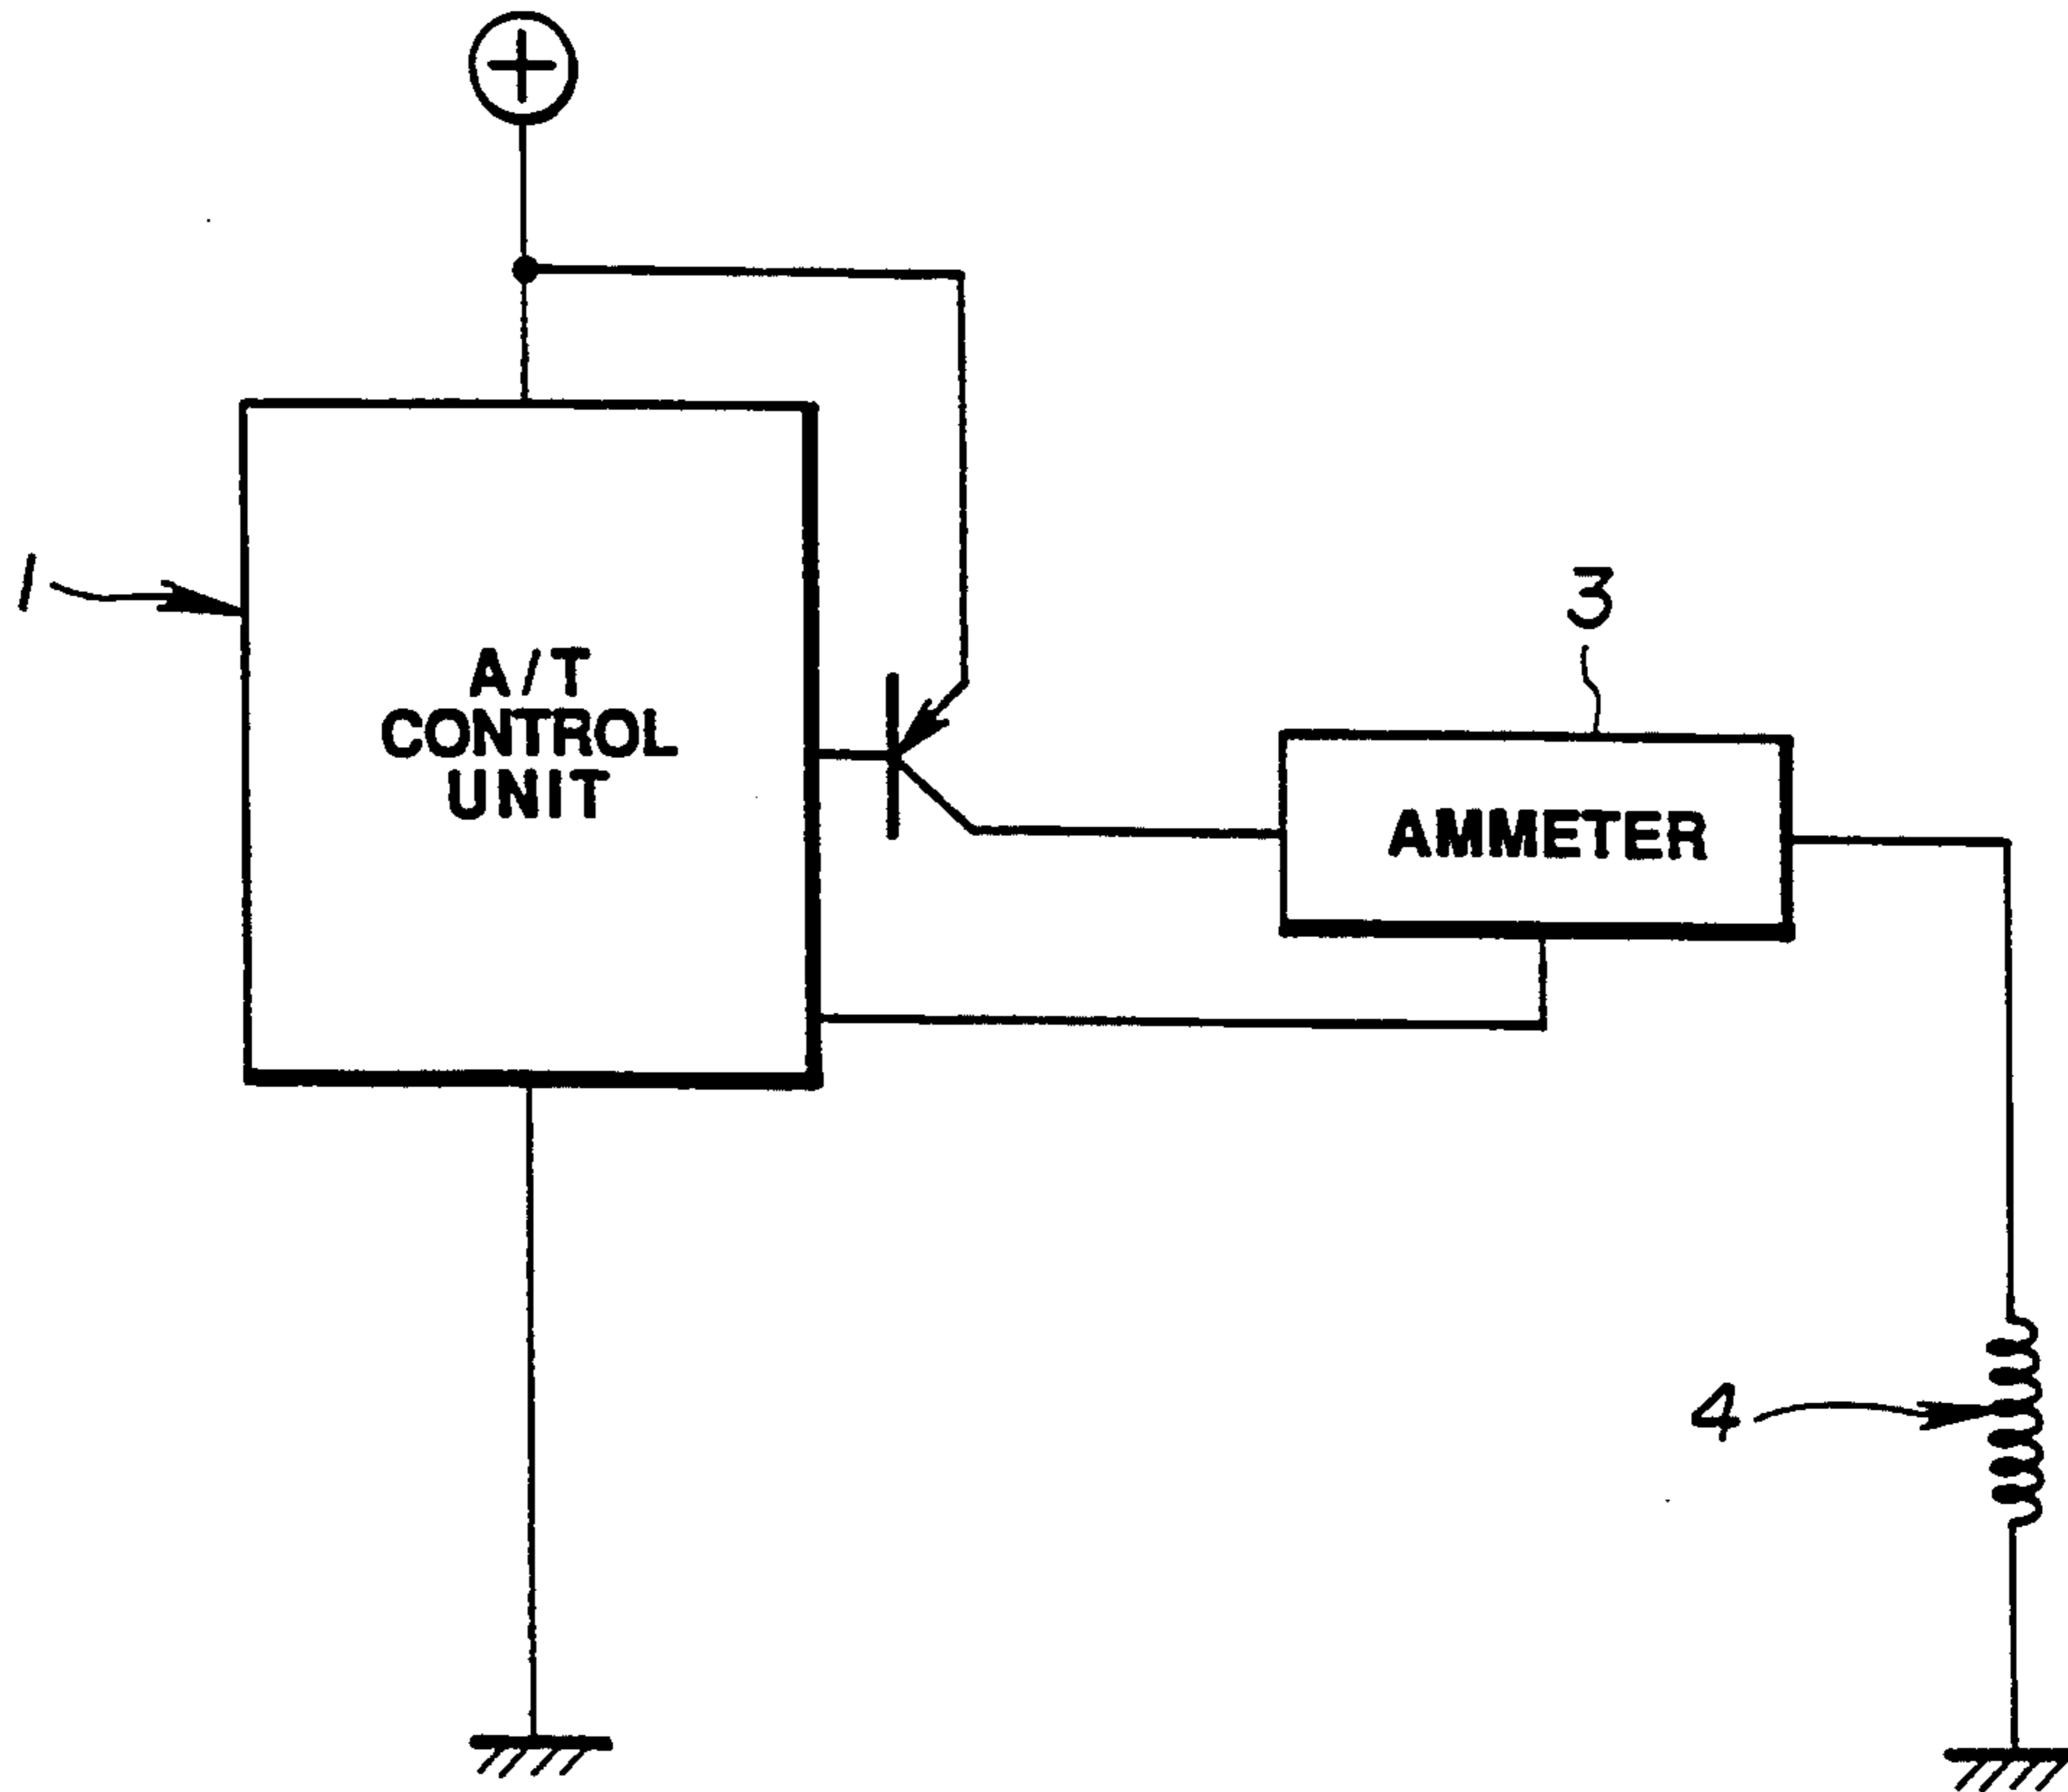 1
A/T
CONTROL
UNIT
3
AMMETER
4